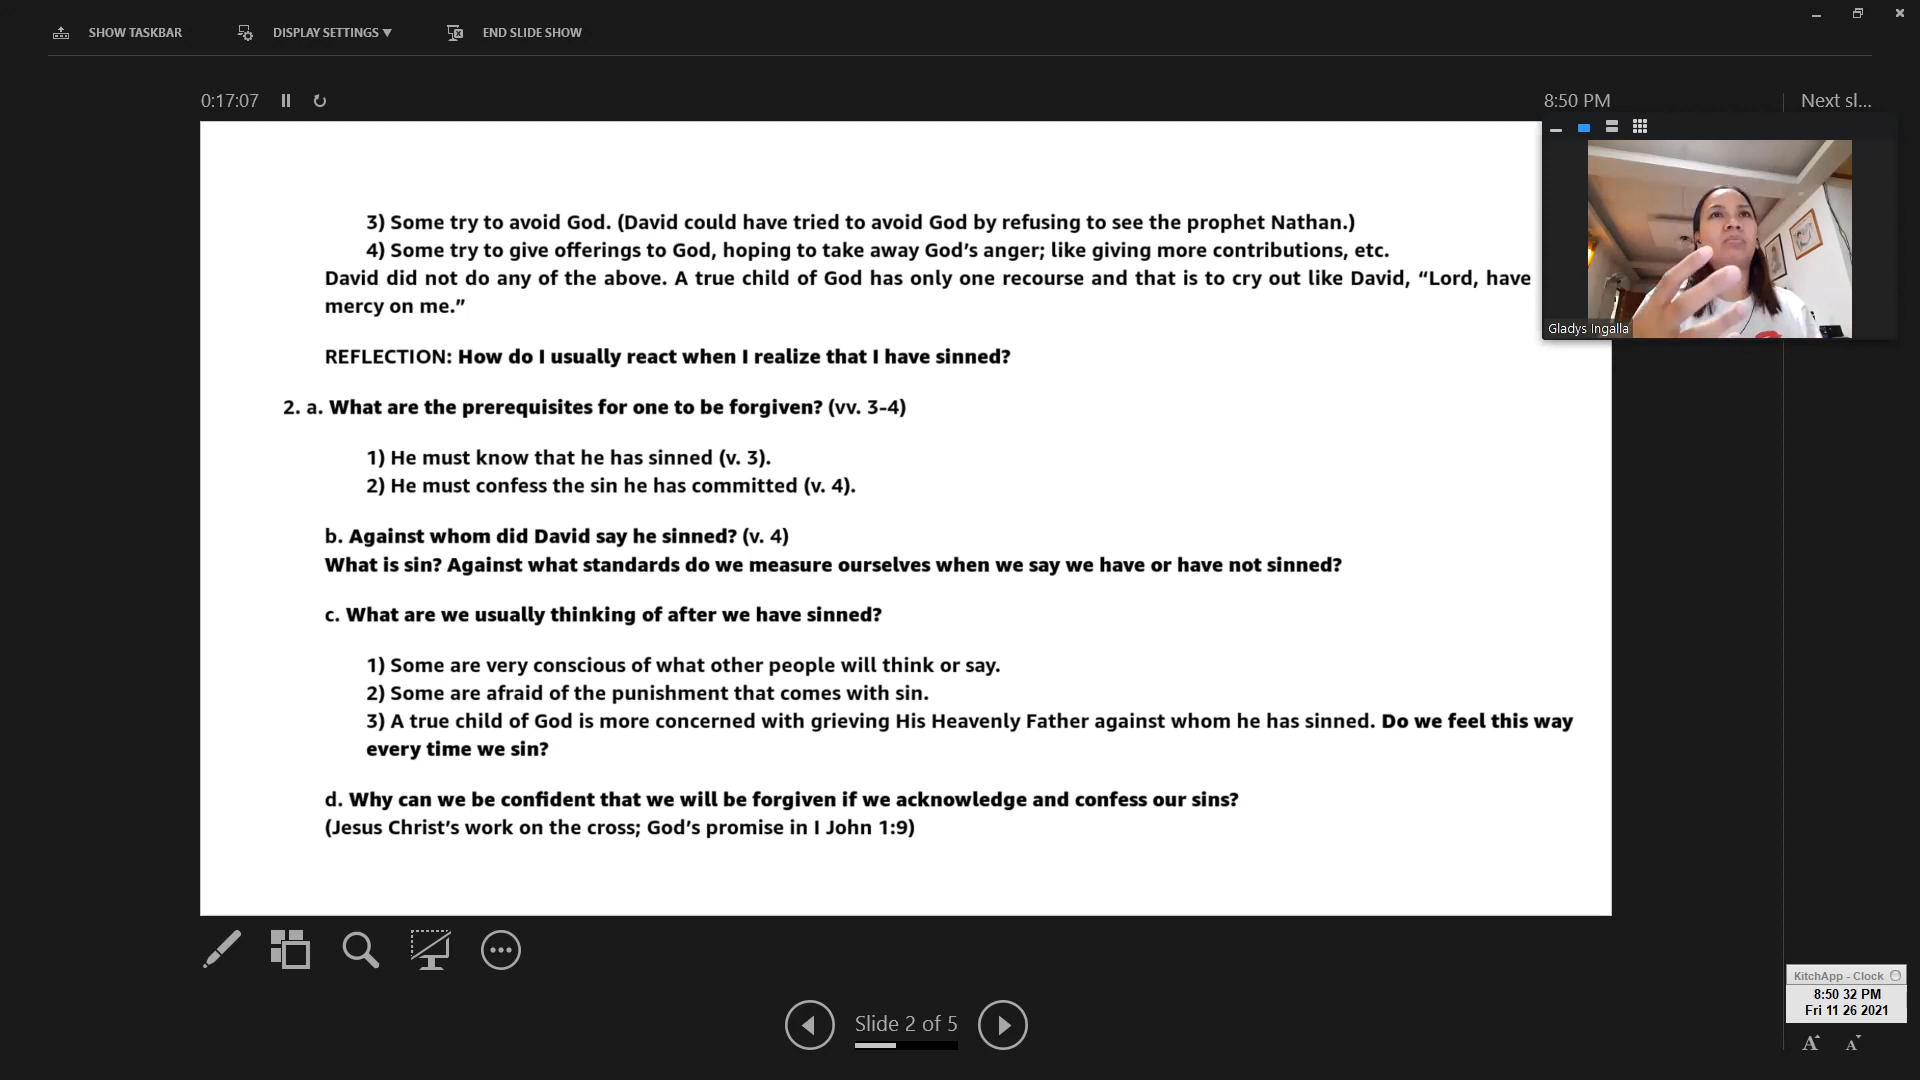 SHOW TASKBAR
DISPLAY SETTINGS ▼
END SLIDE SHOW
0:17:07
8:50 PM
Next sl...
3) Some try to avoid God. (David could have tried to avoid God by refusing to see the prophet Nathan.)
4) Some try to give offerings to God, hoping to take away God’s anger; like giving more contributions, etc.
David did not do any of the above. A true child of God has only one recourse and that is to cry out like David, “Lord, have
mercy on me.”
Gladys Ingalla
REFLECTION: How do I usually react when I realize that I have sinned?
2. a. What are the prerequisites for one to be forgiven? (vv. 3-4)
1) He must know that he has sinned (v. 3).
2) He must confess the sin he has committed (v. 4).
b. Against whom did David say he sinned? (v. 4)
What is sin? Against what standards do we measure ourselves when we say we have or have not sinned?
c. What are we usually thinking of after we have sinned?
1) Some are very conscious of what other people will think or say.
2) Some are afraid of the punishment that comes with sin.
3) A true child of God is more concerned with grieving His Heavenly Father against whom he has sinned. Do we feel this way
every time we sin?
d. Why can we be confident that we will be forgiven if we acknowledge and confess our sins?
(Jesus Christ’s work on the cross; God’s promise in I John 1:9)
Slide 2 of 5
KitchApp - Clock
8:50 32 PM
Fri 11 26 2021
A A